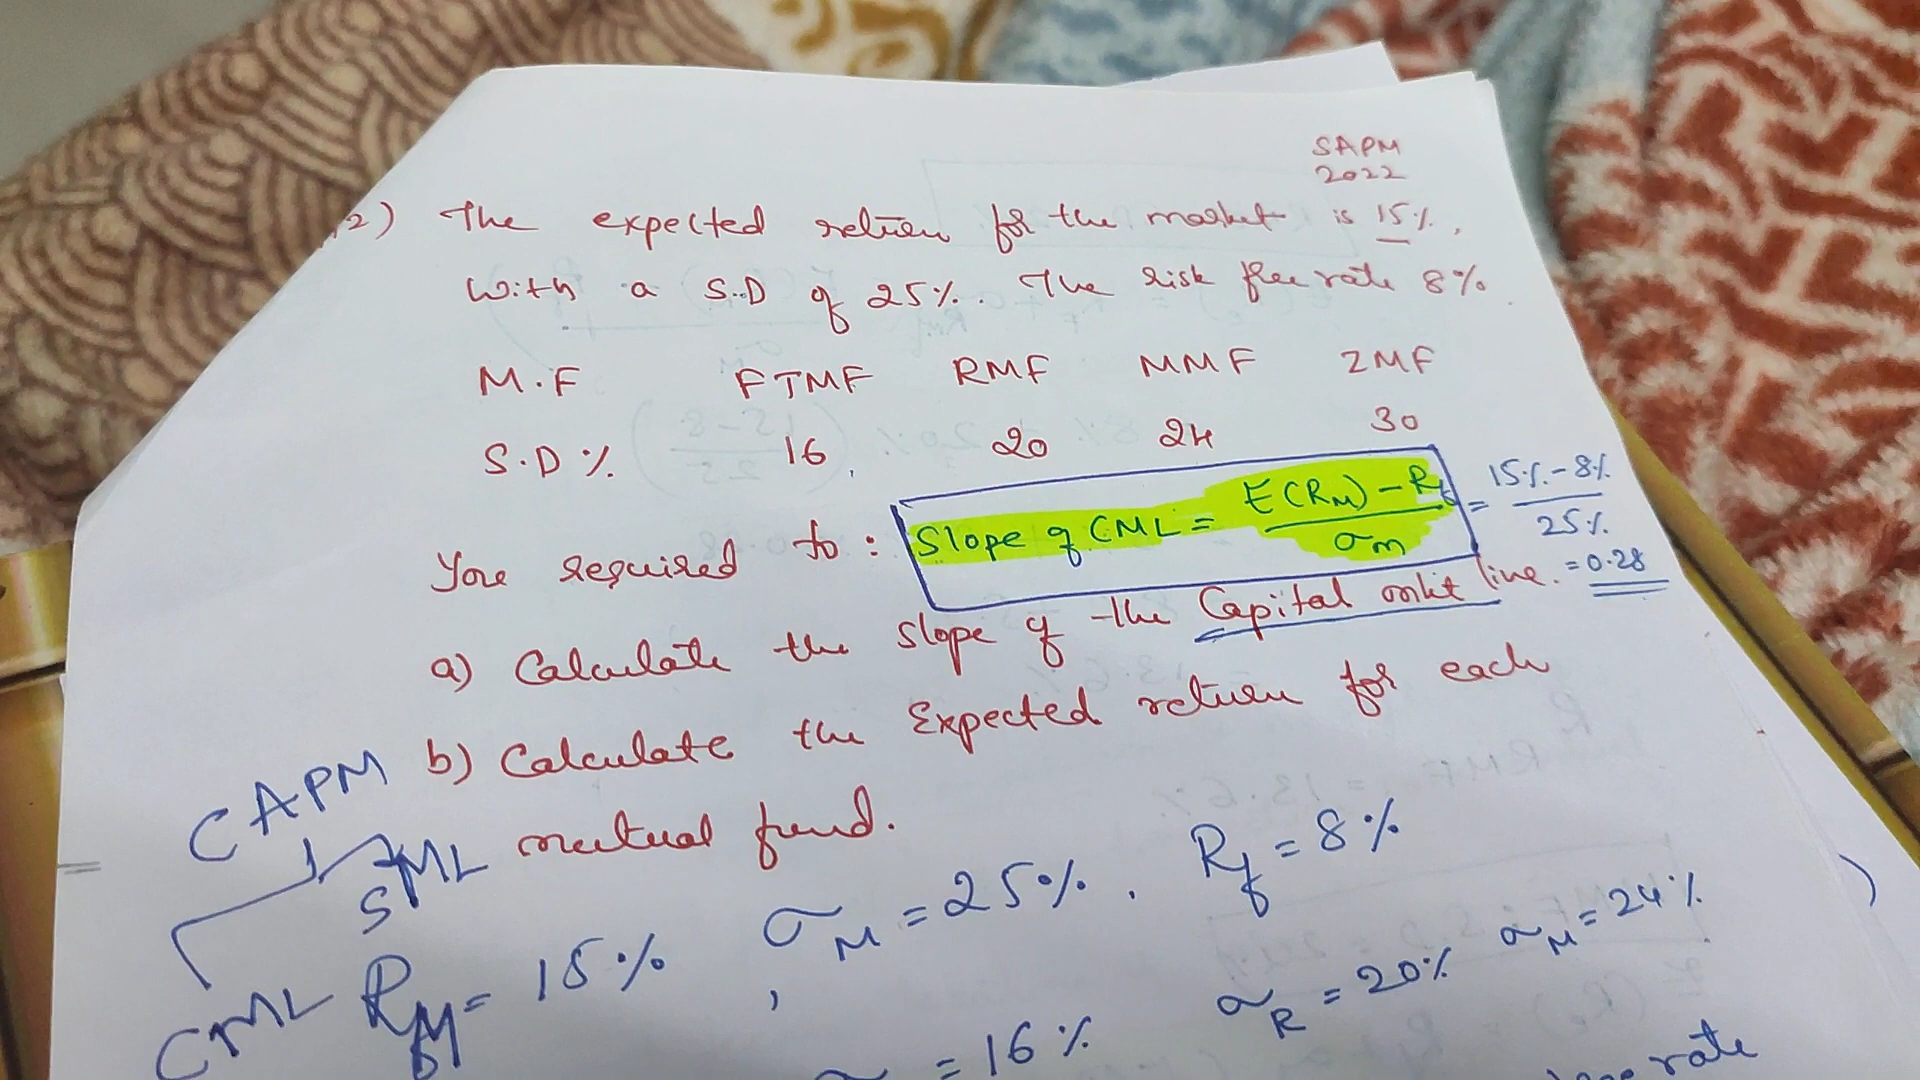 SAPM
2022
2) The expected return for the market is 15%.
With a S.D of 25%. The risk free rate 8%
M.F FTMF RMF MMF ZMF
S.D % 16 20 24 30
You required to : Slope of CML = E(RM) - Rf / σm = 15% - 8% / 25%
= 0.28
a) Calculate the slope of the Capital mkt line.
b) Calculate the Expected return for each
mutual fund.
CAPM
SML
CML
RM = 15%, σM = 25%, Rf = 8%
= 16% σR = 20% σM = 24%
rate